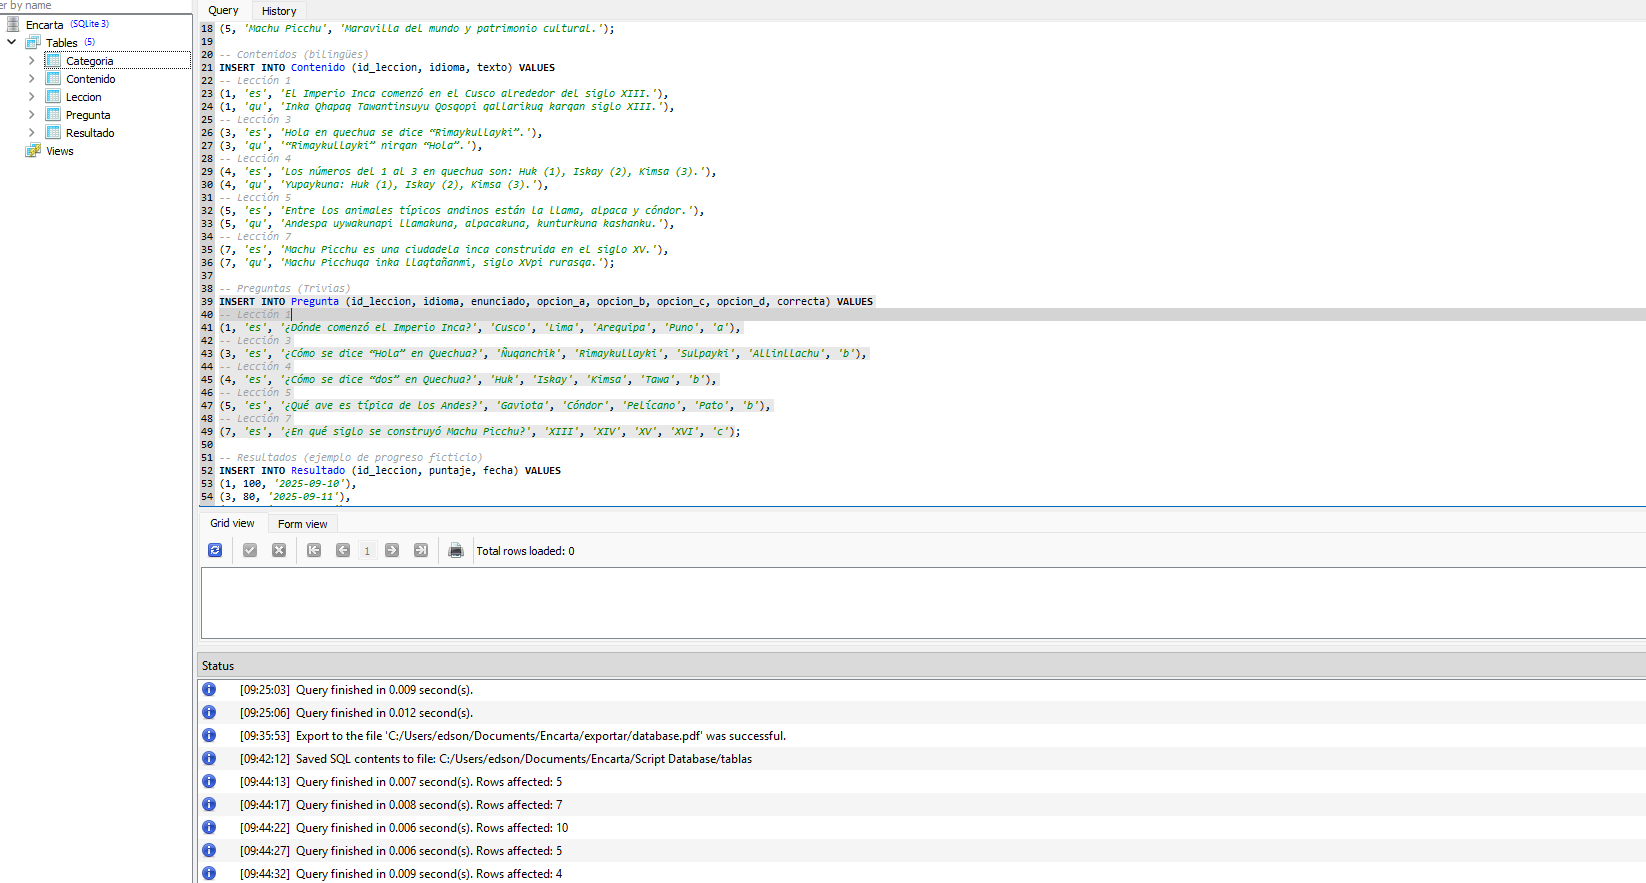 er by name
Encarta (SQLite 3)
Tables (5)
Categoria
Contenido
Leccion
Pregunta
Resultado
Views
Query History
18 (5, 'Machu Picchu', 'Maravilla del mundo y patrimonio cultural.');
19
20 -- Contenidos (bilingües)
21 INSERT INTO Contenido (id_leccion, idioma, texto) VALUES
22 -- Lección 1
23 (1, 'es', 'El Imperio Inca comenzó en el Cusco alrededor del siglo XIII.'),
24 (1, 'qu', 'Inka Qhapaq Tawantinsuyu Qosqopi qallarikuq karqan siglo XIII.'),
25 -- Lección 3
26 (3, 'es', 'Hola en quechua se dice “Rimaykullayki”.'),
27 (3, 'qu', '“Rimaykullayki” nirqan “Hola”.'),
28 -- Lección 4
29 (4, 'es', 'Los números del 1 al 3 en quechua son: Huk (1), Iskay (2), Kimsa (3).'),
30 (4, 'qu', 'Yupaykuna: Huk (1), Iskay (2), Kimsa (3).'),
31 -- Lección 5
32 (5, 'es', 'Entre los animales típicos andinos están la llama, alpaca y cóndor.'),
33 (5, 'qu', 'Andespa uywakunapi llamakuna, alpacakuna, kunturkuna kashanku.'),
34 -- Lección 7
35 (7, 'es', 'Machu Picchu es una ciudadela inca construida en el siglo XV.'),
36 (7, 'qu', 'Machu Picchuqa inka llaqtañanmi, siglo XVpi rurasqa.');
37
38 -- Preguntas (Trivias)
39 INSERT INTO Pregunta (id_leccion, idioma, enunciado, opcion_a, opcion_b, opcion_c, opcion_d, correcta) VALUES
40 -- Lección 1
41 (1, 'es', '¿Dónde comenzó el Imperio Inca?', 'Cusco', 'Lima', 'Arequipa', 'Puno', 'a'),
42 -- Lección 3
43 (3, 'es', '¿Cómo se dice “Hola” en Quechua?', 'Ñuqanchik', 'Rimaykullayki', 'Sulpayki', 'Allinllachu', 'b'),
44 -- Lección 4
45 (4, 'es', '¿Cómo se dice “dos” en Quechua?', 'Huk', 'Iskay', 'Kimsa', 'Tawa', 'b'),
46 -- Lección 5
47 (5, 'es', '¿Qué ave es típica de los Andes?', 'Gaviota', 'Cóndor', 'Pelícano', 'Pato', 'b'),
48 -- Lección 7
49 (7, 'es', '¿En qué siglo se construyó Machu Picchu?', 'XIII', 'XIV', 'XV', 'XVI', 'c');
50
51 -- Resultados (ejemplo de progreso ficticio)
52 INSERT INTO Resultado (id_leccion, puntaje, fecha) VALUES
53 (1, 100, '2025-09-10'),
54 (3, 80, '2025-09-11'),
Grid view Form view
1 Total rows loaded: 0
Status
[09:25:03] Query finished in 0.009 second(s).
[09:25:06] Query finished in 0.012 second(s).
[09:35:53] Export to the file 'C:/Users/edson/Documents/Encarta/exportar/database.pdf' was successful.
[09:42:12] Saved SQL contents to file: C:/Users/edson/Documents/Encarta/Script Database/tablas
[09:44:13] Query finished in 0.007 second(s). Rows affected: 5
[09:44:17] Query finished in 0.008 second(s). Rows affected: 7
[09:44:22] Query finished in 0.006 second(s). Rows affected: 10
[09:44:27] Query finished in 0.006 second(s). Rows affected: 5
[09:44:32] Query finished in 0.009 second(s). Rows affected: 4